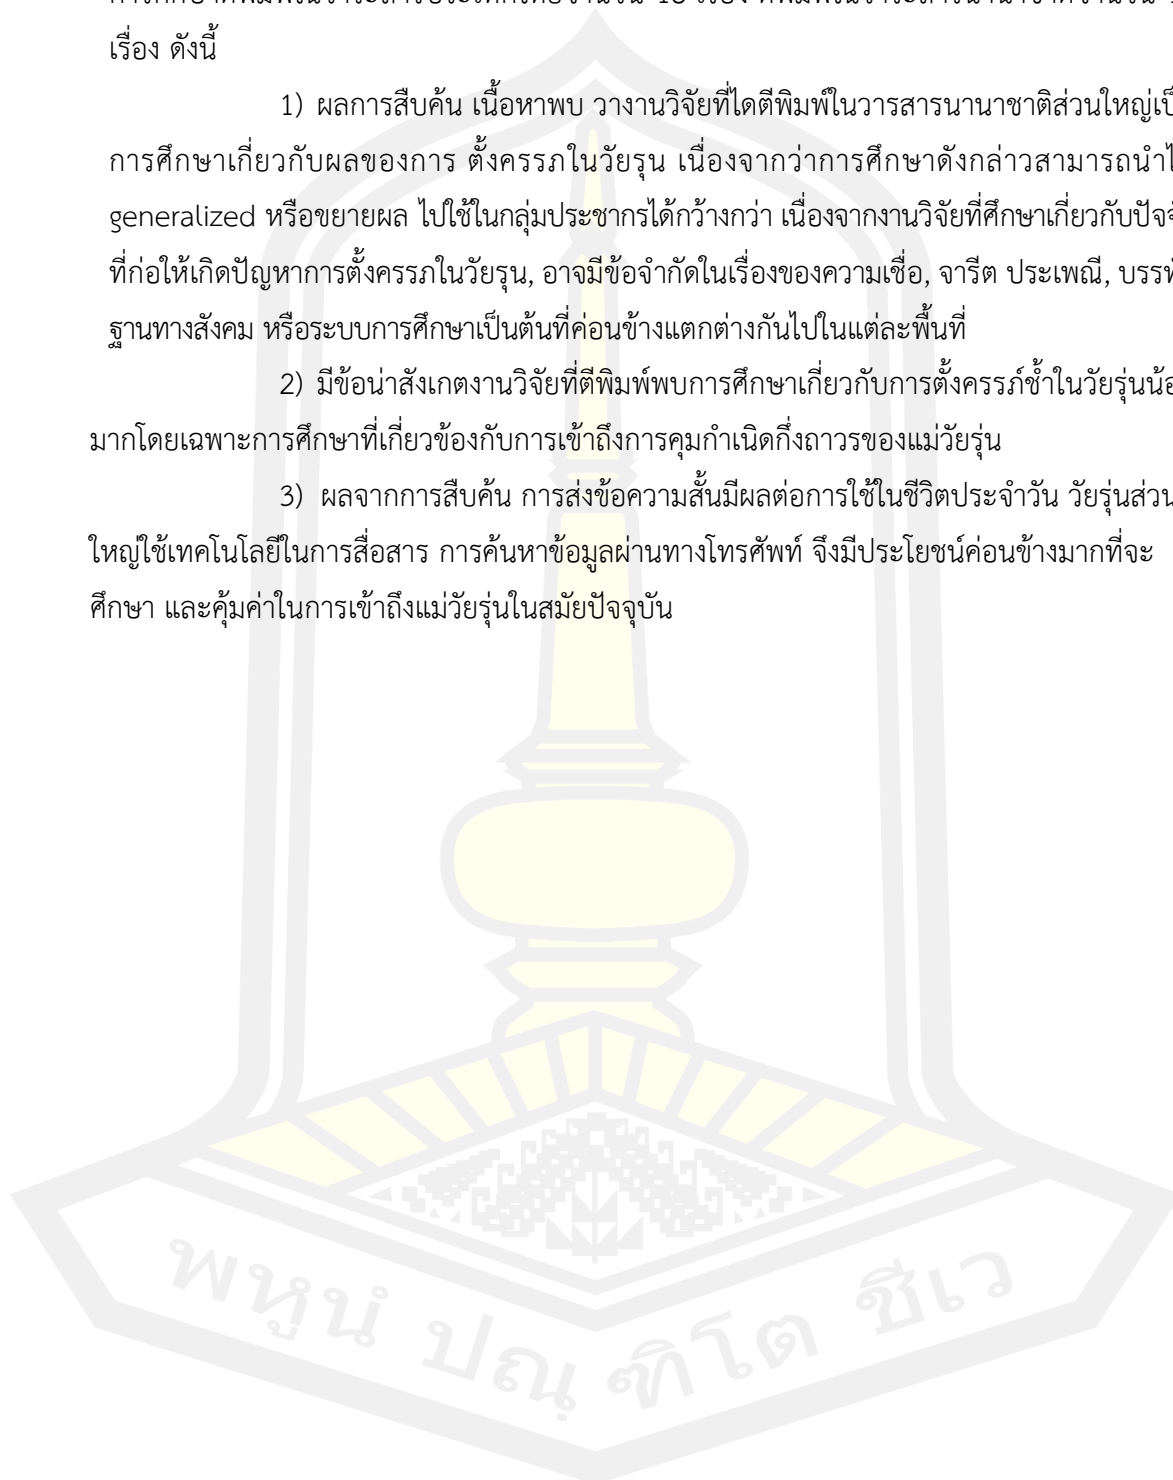 เรื่อง ดังนี้
1) ผลการสืบค้น เนื้อหาพบ วางานวิจัยที่ไดตีพิมพ์ในวารสารนานาชาติส่วนใหญ่
การศึกษาเกี่ยวกับผลของการ ตั้งครรภในวัยรุน เนื่องจากว่าการศึกษาดังกล่าวสามารถนำ
generalized หรือขยายผล ไปใช้ในกลุ่มประชากรได้กว้างกว่า เนื่องจากงานวิจัยที่ศึกษาเกี่ยวกับ
ที่ก่อให้เกิดปัญหาการตั้งครรภในวัยรุน, อาจมีข้อจำกัดในเรื่องของความเชื่อ, จารีต ประเพณี,
ฐานทางสังคม หรือระบบการศึกษาเป็นต้นที่ค่อนข้างแตกต่างกันไปในแต่ละพื้นที่
2) มีข้อน่าสังเกตงานวิจัยที่ตีพิมพ์พบการศึกษาเกี่ยวกับการตั้งครรภ์ซ้ำในวัยรุ่น
มากโดยเฉพาะการศึกษาที่เกี่ยวข้องกับการเข้าถึงการคุมกำเนิดกึ่งถาวรของแม่วัยรุ่น
3) ผลจากการสืบค้น การส่งข้อความสั้นมีผลต่อการใช้ในชีวิตประจำวัน วัยรุ่นส่วน
ใหญ่ใช้เทคโนโลยีในการสื่อสาร การค้นหาข้อมูลผ่านทางโทรศัพท์ จึงมีประโยชน์ค่อนข้างมากที่จะ
ศึกษา และคุ้มค่าในการเข้าถึงแม่วัยรุ่นในสมัยปัจจุบัน
พหูนํ ปณฺ ฑิโต ชีเว